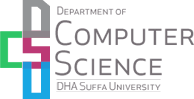 DEPARTMENT OF
COMPUTER
SCIENCE
DHA SUFFA UNIVERSITY